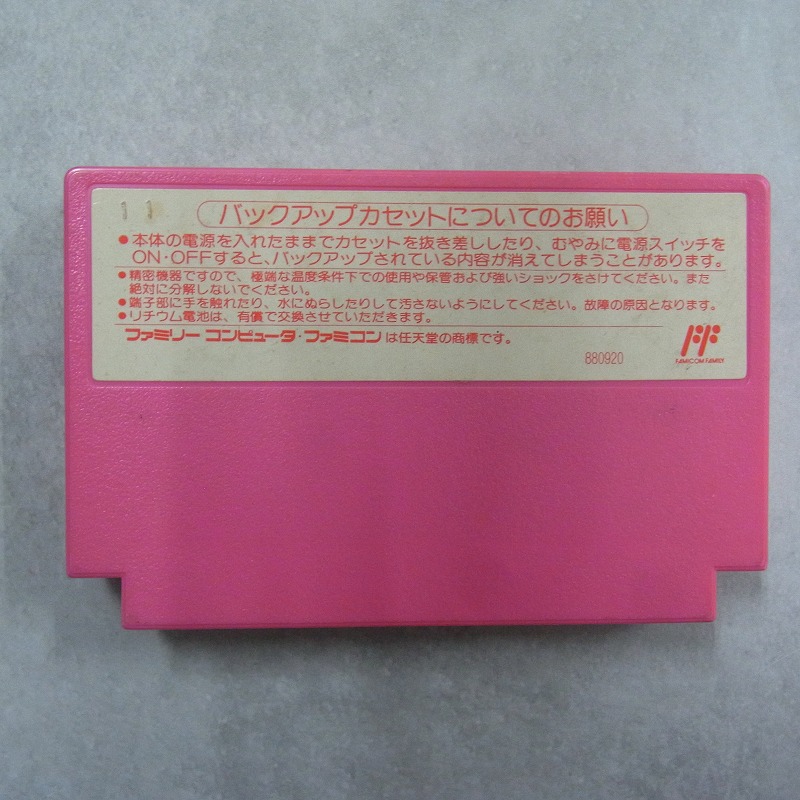 11
バックアップカセットについてのお願い
●本体の電源を入れたままでカセットを抜き差ししたり、むやみに電源スイッチを
ON・OFFすると、バックアップされている内容が消えてしまうことがあります。
●精密機器ですので、極端な温度条件下での使用や保管および強いショックをさけてください。また
絶対に分解しないでください。
●端子部に手を触れたり、水にぬらしたりして汚さないようにしてください。故障の原因となります。
●リチウム電池は、有償で交換させていただきます。
ファミリー コンピュータ・ファミコンは任天堂の商標です。
880920
FAMICOM FAMILY